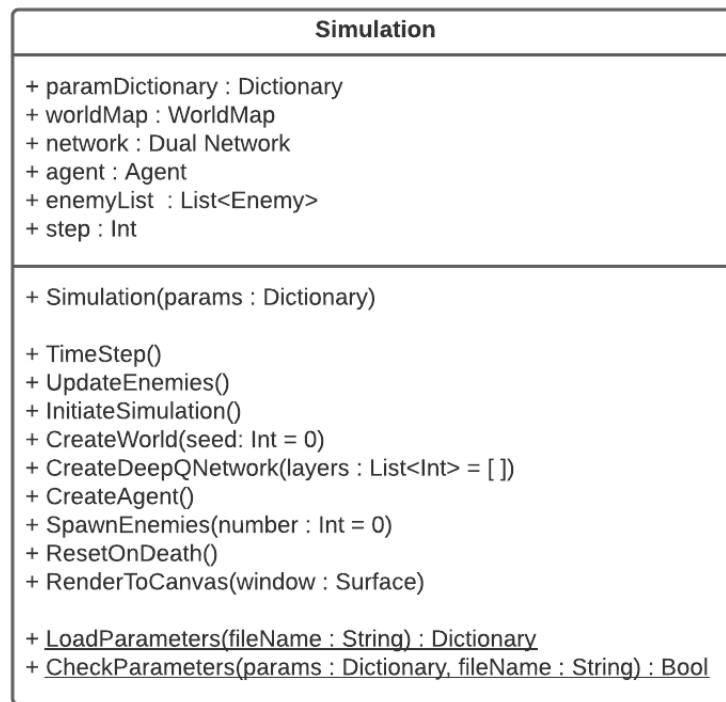 Simulation
+ paramDictionary : Dictionary
+ worldMap : WorldMap
+ network : Dual Network
+ agent : Agent
+ enemyList : List<Enemy>
+ step : Int
+ Simulation(params : Dictionary)
+ TimeStep()
+ UpdateEnemies()
+ InitiateSimulation()
+ CreateWorld(seed: Int = 0)
+ CreateDeepQNetwork(layers : List<Int> = [ ])
+ CreateAgent()
+ SpawnEnemies(number : Int = 0)
+ ResetOnDeath()
+ RenderToCanvas(window : Surface)
+ LoadParameters(fileName : String) : Dictionary
+ CheckParameters(params : Dictionary, fileName : String) : Bool